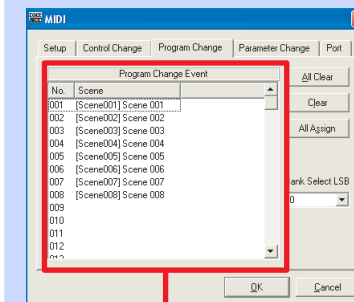 MIDI
Setup Control Change Program Change Parameter Change Port
Program Change Event
No. Scene
001 [Scene001] Scene 001
002 [Scene002] Scene 002
003 [Scene003] Scene 003
004 [Scene004] Scene 004
005 [Scene005] Scene 005
006 [Scene006] Scene 006
007 [Scene007] Scene 007
008 [Scene008] Scene 008
009
010
011
012
All Clear
Clear
All Assign
ank Select LSB
0
OK Cancel